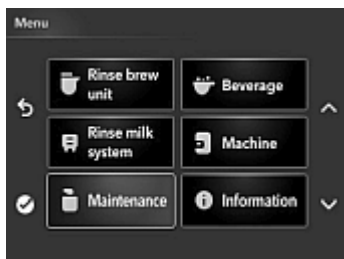 Menu
Rinse brew
unit
Beverage
Rinse milk
system
Machine
Maintenance
Information